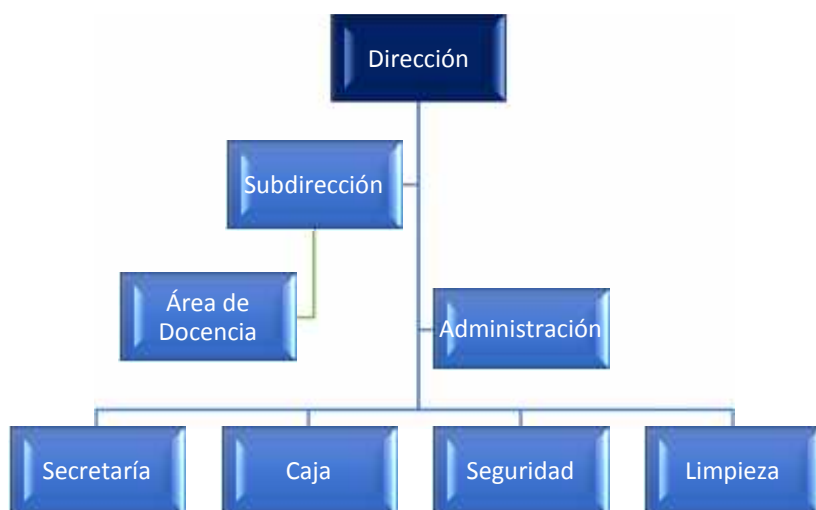 Dirección
Subdirección
Área de
Docencia
Administración
Secretaría
Caja
Seguridad
Limpieza